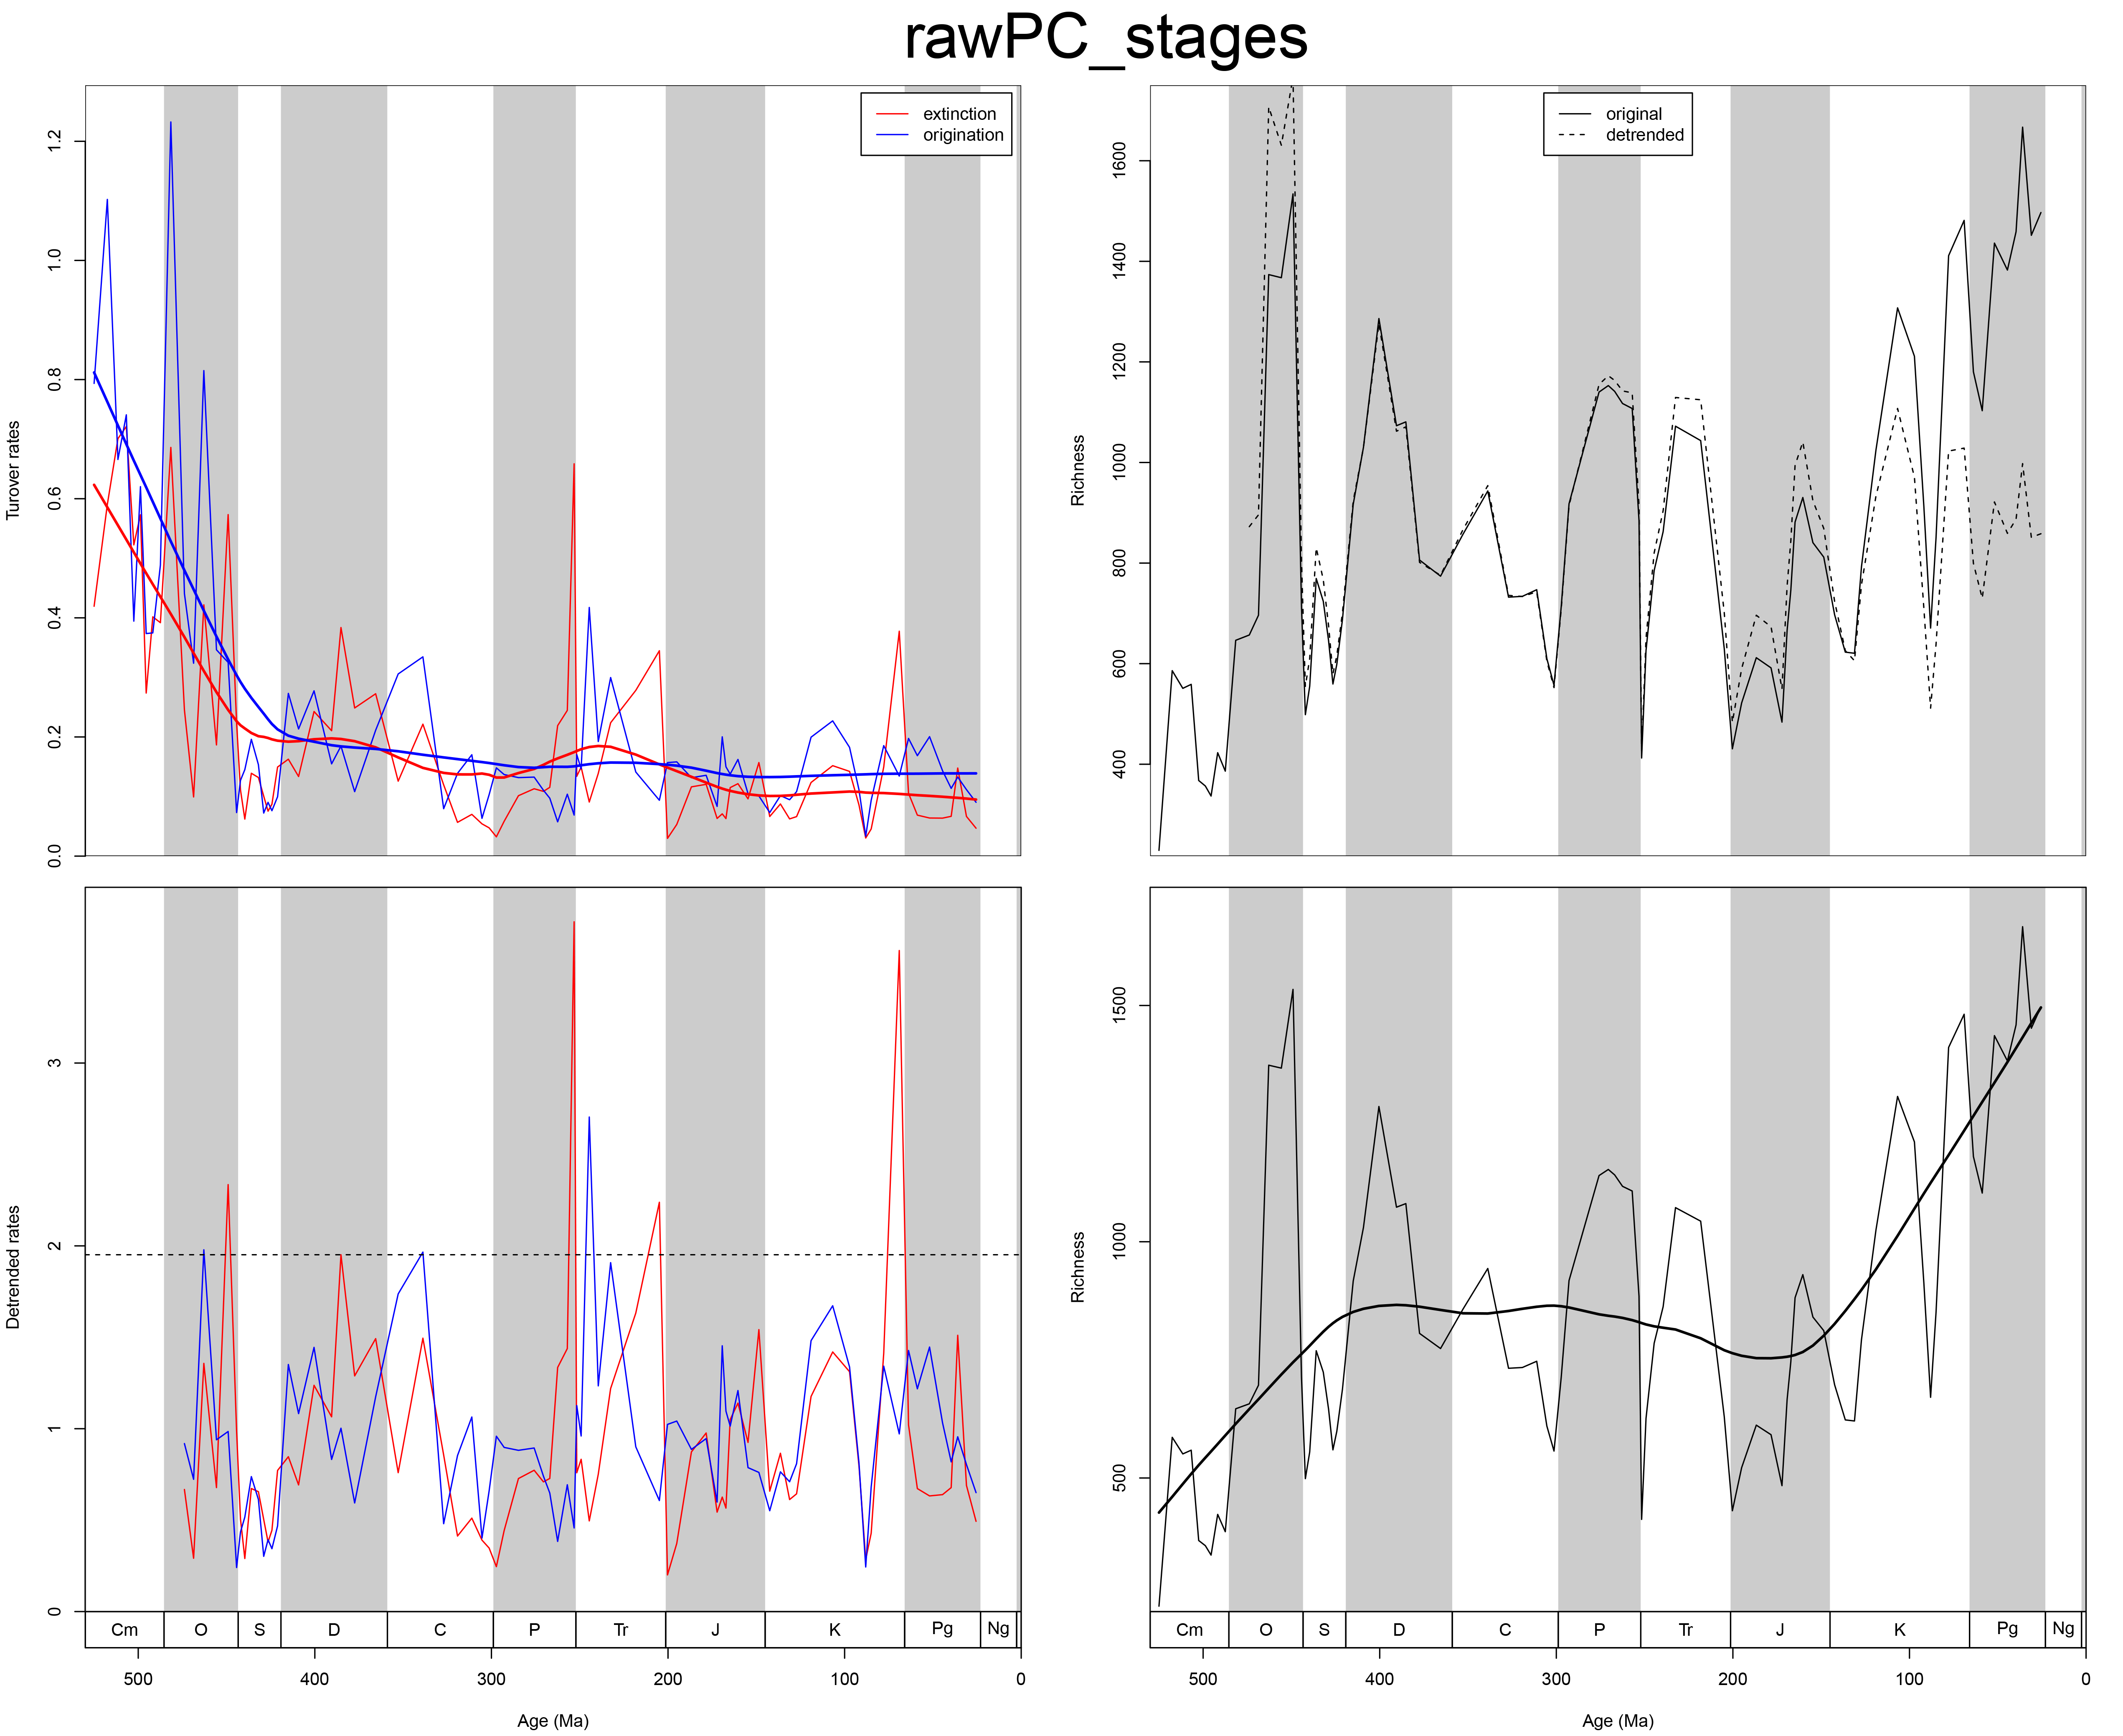 rawPC_stages
extinction
origination
Turover rates
0.0
0.2
0.4
0.6
0.8
1.0
1.2
original
detrended
Richness
400
600
800
1000
1200
1400
1600
Detrended rates
0
1
2
3
Cm O S D C P Tr J K Pg Ng
500 400 300 200 100 0
Age (Ma)
Richness
500
1000
1500
Cm O S D C P Tr J K Pg Ng
500 400 300 200 100 0
Age (Ma)